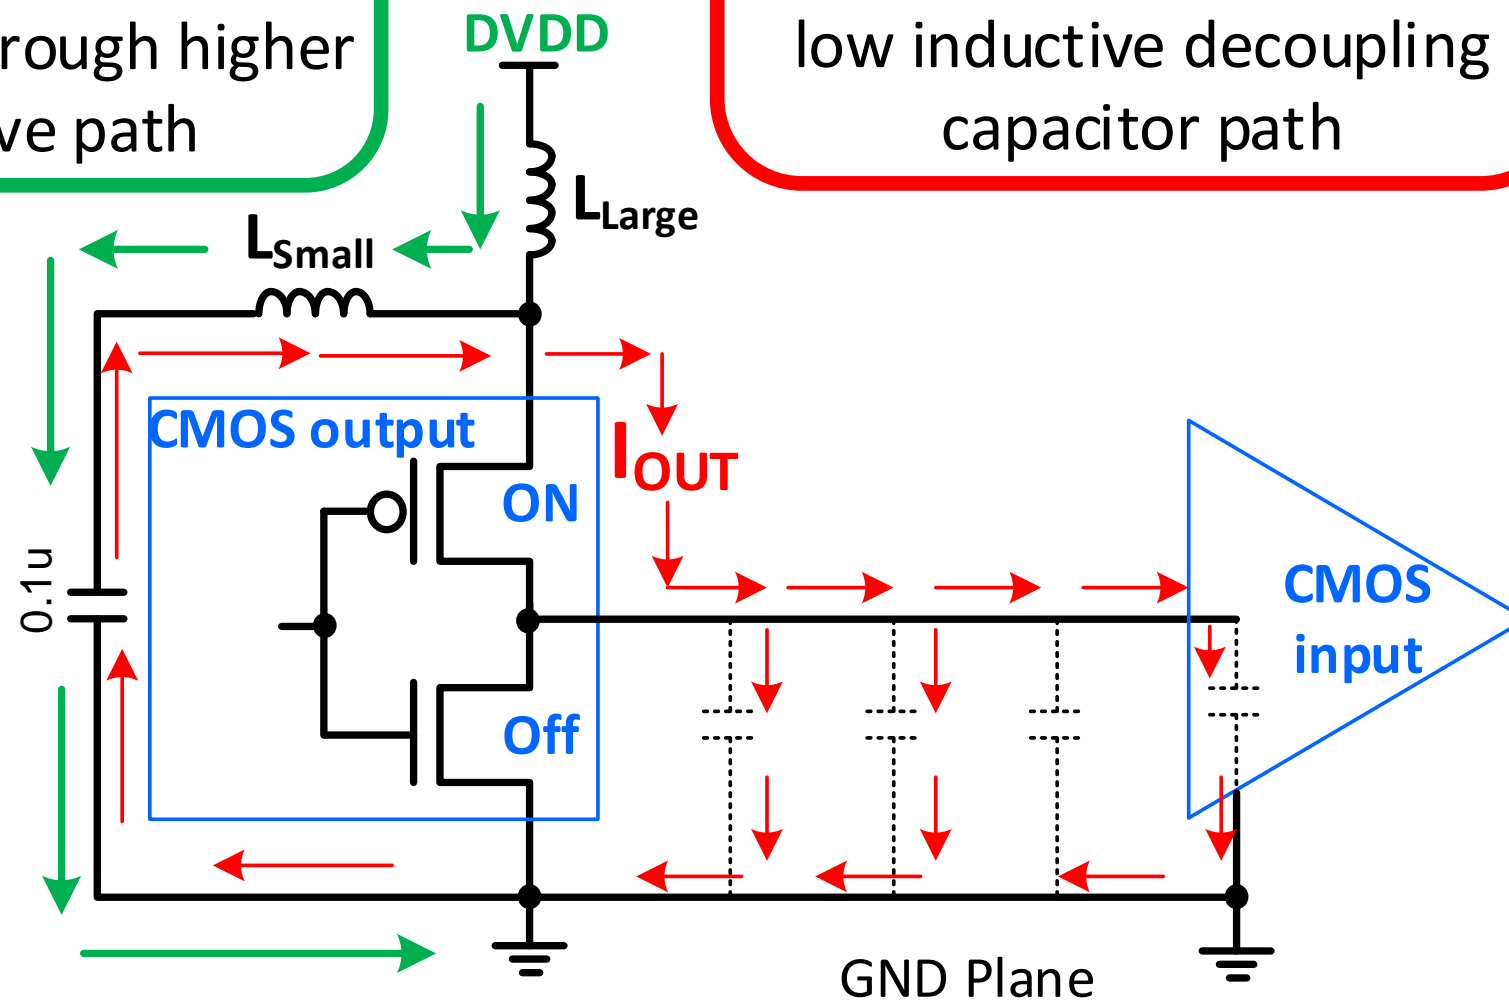 rough higher
ve path
DVDD
low inductive decoupling
capacitor path
LLarge
LSmall
CMOS output
ON
IOUT
0.1u
CMOS
input
Off
GND Plane